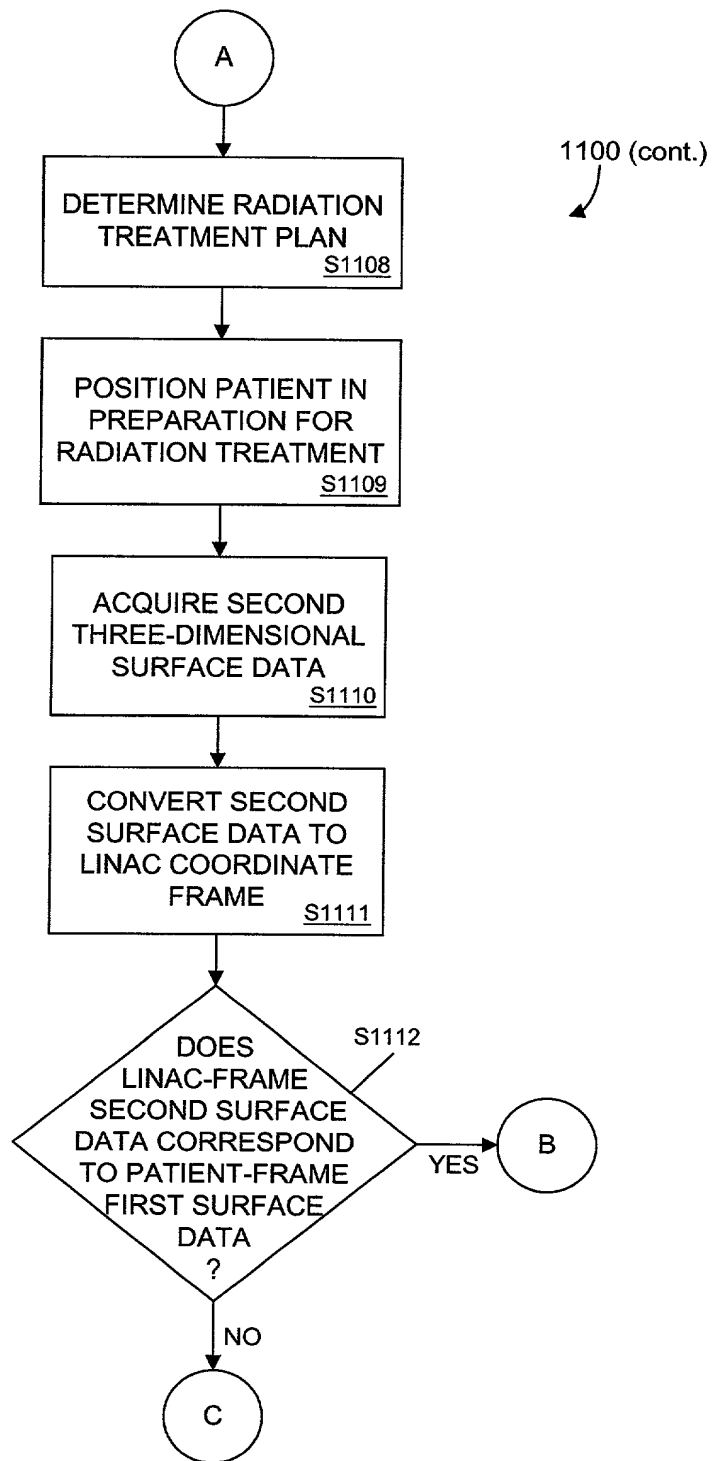 A
1100 (cont.)
DETERMINE RADIATION
TREATMENT PLAN
S1108
POSITION PATIENT IN
PREPARATION FOR
RADIATION TREATMENT
S1109
ACQUIRE SECOND
THREE-DIMENSIONAL
SURFACE DATA
S1110
CONVERT SECOND
SURFACE DATA TO
LINAC COORDINATE
FRAME
S1111
S1112
DOES
LINAC-FRAME
SECOND SURFACE
DATA CORRESPOND
TO PATIENT-FRAME
FIRST SURFACE
DATA
?
YES
B
NO
C